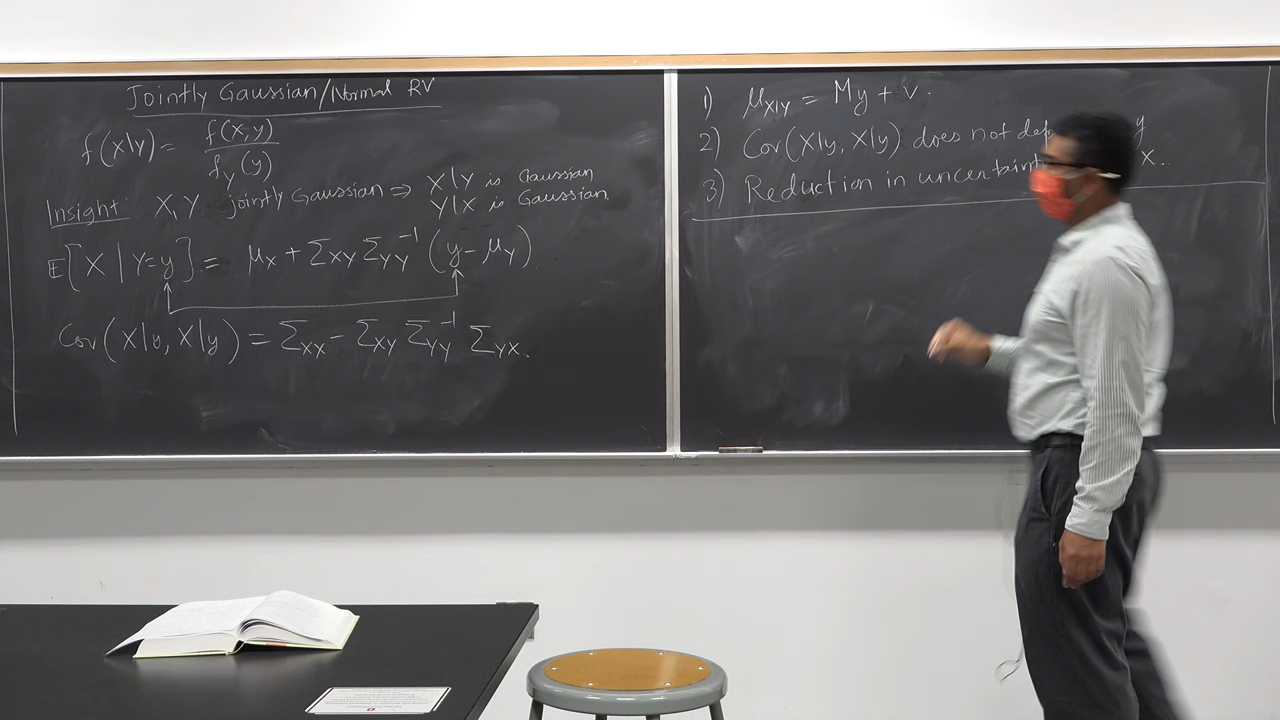 Jointly Gaussian/Normal RV
f(x|y) = f(x,y) / f_Y(y)
Insight: X, Y jointly Gaussian ⇒ X|Y is Gaussian
Y|X is Gaussian.
E[X | Y=y] = μ_X + Σ_XY Σ_YY^-1 (y - μ_Y)
Cov(X|y, X|y) = Σ_XX - Σ_XY Σ_YY^-1 Σ_YX.
1) μ_X|Y = My + v.
2) Cov(X|y, X|y) does not y
3) Reduction in X..